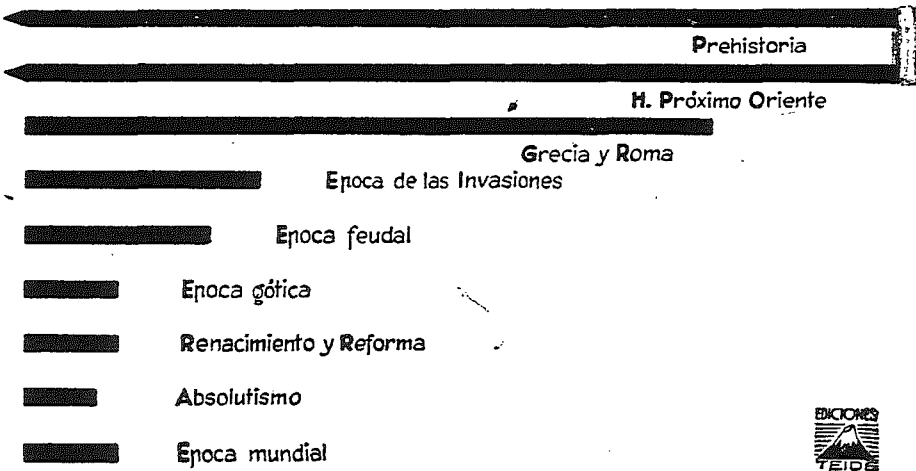 Prehistoria
H. Próximo Oriente
Grecia y Roma
Epoca de las Invasiones
Epoca feudal
Epoca gótica
Renacimiento y Reforma
Absolutismo
Epoca mundial
EDICIONES
TEIDE